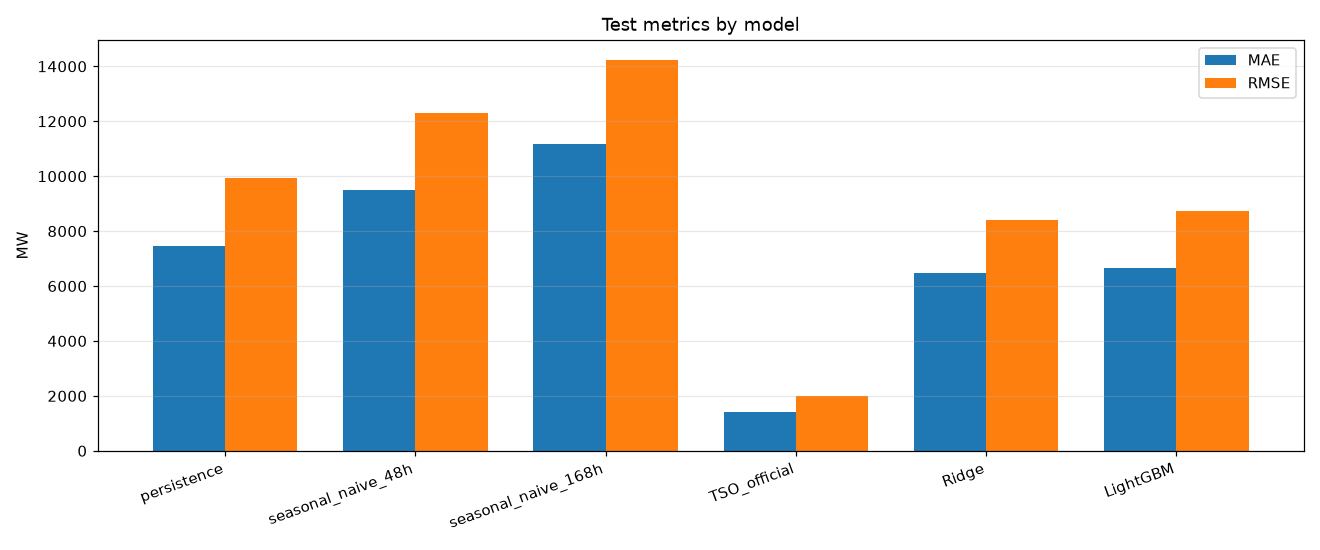 Test metrics by model
MAE
RMSE
MW
14000
12000
10000
8000
6000
4000
2000
0
persistence
seasonal_naive_48h
seasonal_naive_168h
TSO_official
Ridge
LightGBM